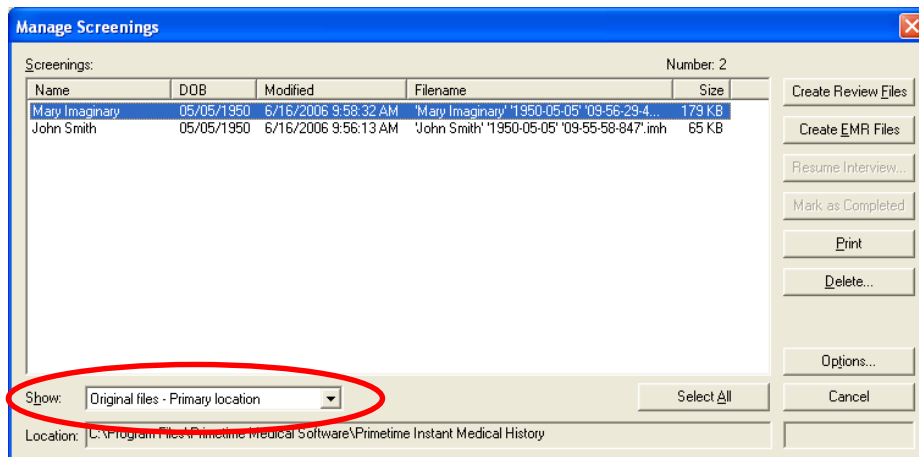 Manage Screenings
Screenings: Number: 2
Name DOB Modified Filename Size
Mary Imaginary 05/05/1950 6/16/2006 9:58:32 AM 'Mary Imaginary' '1950-05-05' '09-56-29-4... 179 KB
John Smith 05/05/1950 6/16/2006 9:56:13 AM 'John Smith' '1950-05-05' '09-55-58-847'.imh 65 KB
Create Review Files
Create EMR Files
Resume Interview...
Mark as Completed
Print
Delete...
Options...
Show: Original files - Primary location Select All Cancel
Location: C:\Program Files\Primetime Medical Software\Primetime Instant Medical History